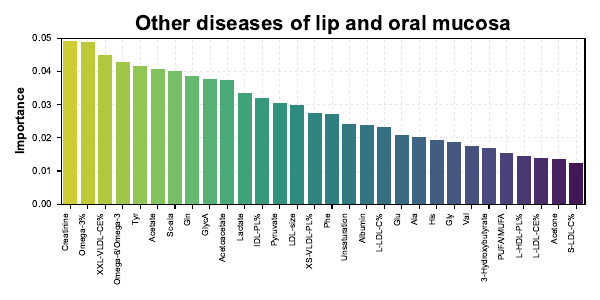 Other diseases of lip and oral mucosa
Importance
0.05
0.04
0.03
0.02
0.01
0.00
Creatinine
Omega-3%
XXL-VLDL-CE%
Omega-6/Omega-3
Tyr
Acetate
Scela
Gln
GlycA
Acetoacetate
Lactate
IDL-PL%
Pyruvate
LDL-size
XS-VLDL-PL%
Phe
Unsaturation
Albumin
L-LDL-C%
Glu
Ala
His
Gly
Val
3-Hydroxybutyrate
PUFA/MUFA
L-HDL-PL%
L-LDL-CE%
Acetone
S-LDL-C%